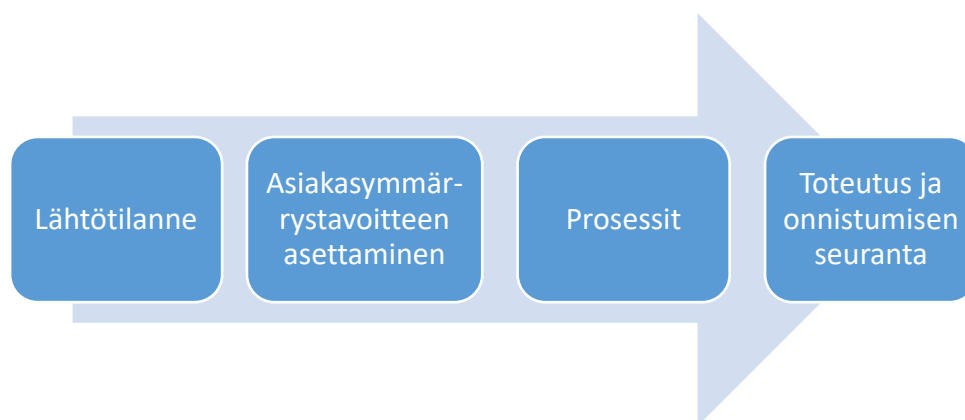 Lähtötilanne
Asiakasymmär-
rystavoitteen
asettaminen
Prosessit
Toteutus ja
onnistumisen
seuranta